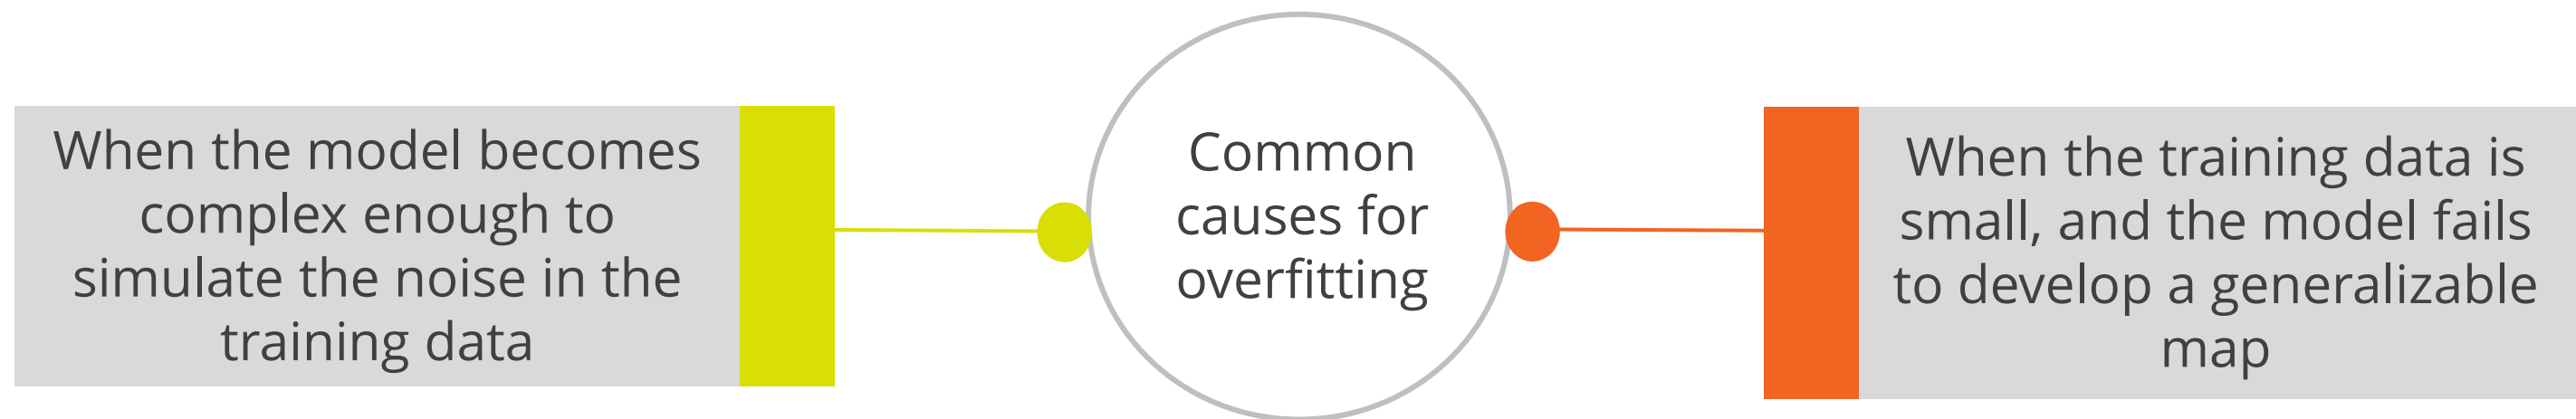 When the model becomes
complex enough to
simulate the noise in the
training data
Common
causes for
overfitting
When the training data is
small, and the model fails
to develop a generalizable
map